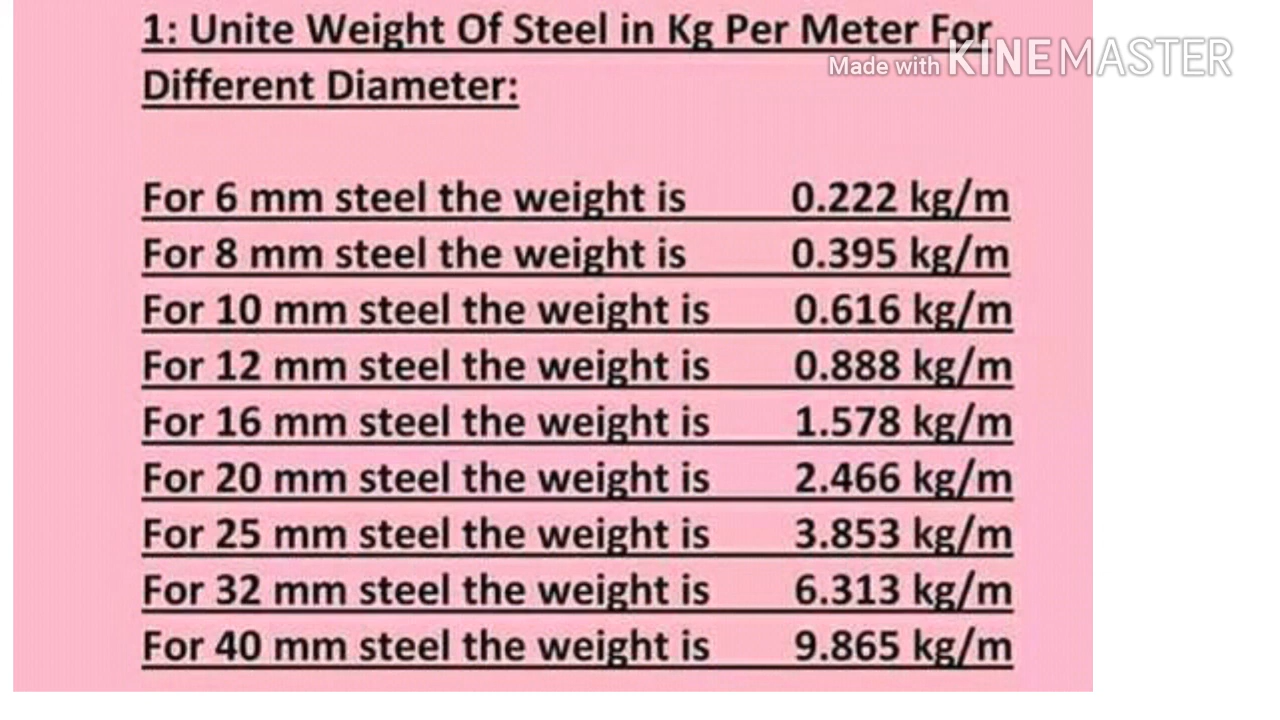 1: Unite Weight Of Steel in Kg Per Meter For
Made with KINEMASTER
Different Diameter:
For 6 mm steel the weight is 0.222 kg/m
For 8 mm steel the weight is 0.395 kg/m
For 10 mm steel the weight is 0.616 kg/m
For 12 mm steel the weight is 0.888 kg/m
For 16 mm steel the weight is 1.578 kg/m
For 20 mm steel the weight is 2.466 kg/m
For 25 mm steel the weight is 3.853 kg/m
For 32 mm steel the weight is 6.313 kg/m
For 40 mm steel the weight is 9.865 kg/m